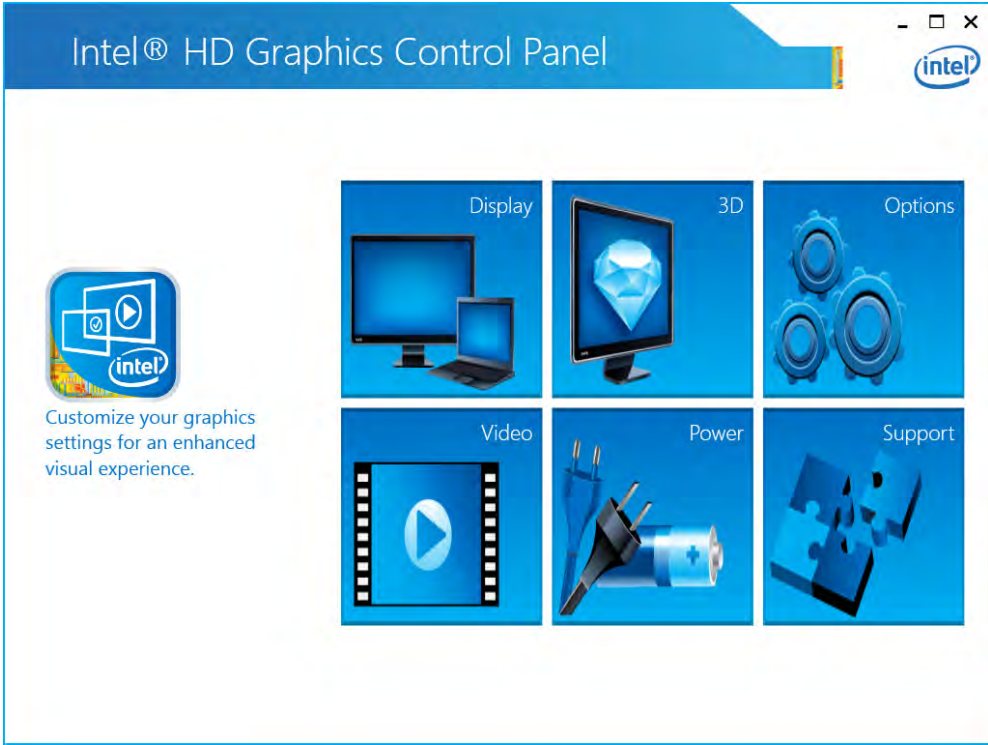 Intel® HD Graphics Control Panel
intel®
Display
3D
Options
intel®
Customize your graphics
settings for an enhanced
visual experience.
Video
Power
Support